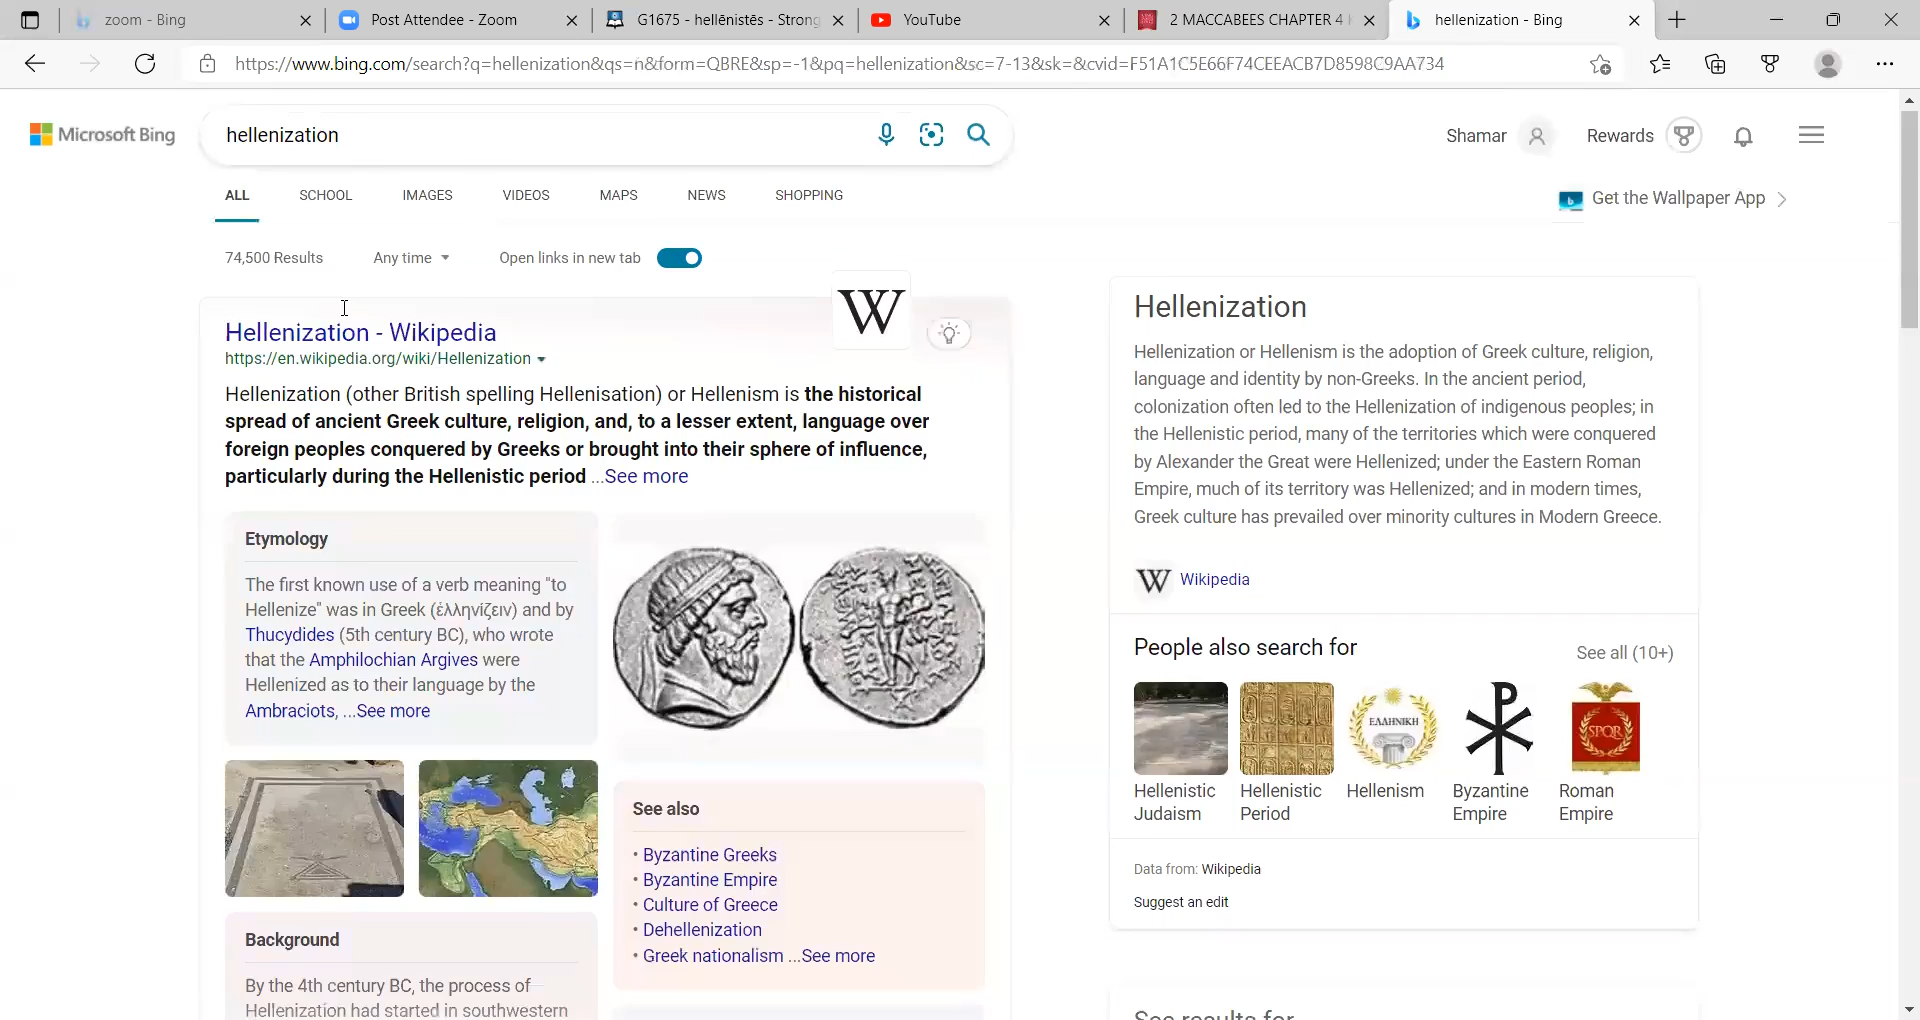 zoom - Bing
Post Attendee - Zoom
G1675 - hellēnistēs - Strong
YouTube
2 MACCABEES CHAPTER 4
hellenization - Bing
https://www.bing.com/search?q=hellenization&qs=n&form=QBRE&sp=-1&pq=hellenization&sc=7-13&sk=&cvid=F51A1C5E66F74CEEACB7D8598C9AA734
Microsoft Bing
hellenization
Shamar
Rewards
ALL
SCHOOL
IMAGES
VIDEOS
MAPS
NEWS
SHOPPING
Get the Wallpaper App
74,500 Results
Any time
Open links in new tab
Hellenization - Wikipedia
https://en.wikipedia.org/wiki/Hellenization
W
Hellenization (other British spelling Hellenisation) or Hellenism is the historical
spread of ancient Greek culture, religion, and, to a lesser extent, language over
foreign peoples conquered by Greeks or brought into their sphere of influence,
particularly during the Hellenistic period ...See more
Etymology
The first known use of a verb meaning "to
Hellenize" was in Greek (ἑλληνίζειν) and by
Thucydides (5th century BC), who wrote
that the Amphilochian Argives were
Hellenized as to their language by the
Ambraciots, ...See more
See also
• Byzantine Greeks
• Byzantine Empire
• Culture of Greece
• Dehellenization
• Greek nationalism ...See more
Background
By the 4th century BC, the process of
Hellenization had started in southwestern
Hellenization
Hellenization or Hellenism is the adoption of Greek culture, religion,
language and identity by non-Greeks. In the ancient period,
colonization often led to the Hellenization of indigenous peoples; in
the Hellenistic period, many of the territories which were conquered
by Alexander the Great were Hellenized; under the Eastern Roman
Empire, much of its territory was Hellenized; and in modern times,
Greek culture has prevailed over minority cultures in Modern Greece.
W Wikipedia
People also search for
See all (10+)
ΕΛΛΗΝΙΚΗ
SPQR
Hellenistic
Judaism
Hellenistic
Period
Hellenism
Byzantine
Empire
Roman
Empire
Data from: Wikipedia
Suggest an edit
See results for